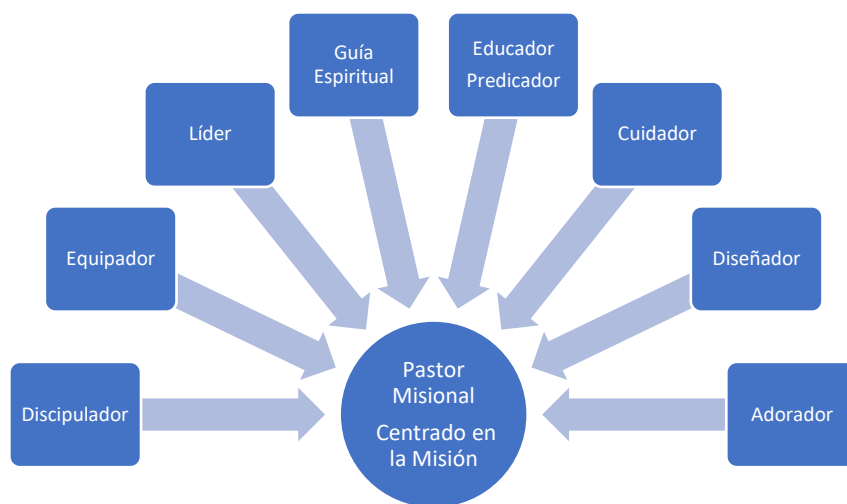 Guía
Espiritual
Educador
Predicador
Líder
Cuidador
Equipador
Diseñador
Discipulador
Pastor
Misional
Centrado en
la Misión
Adorador